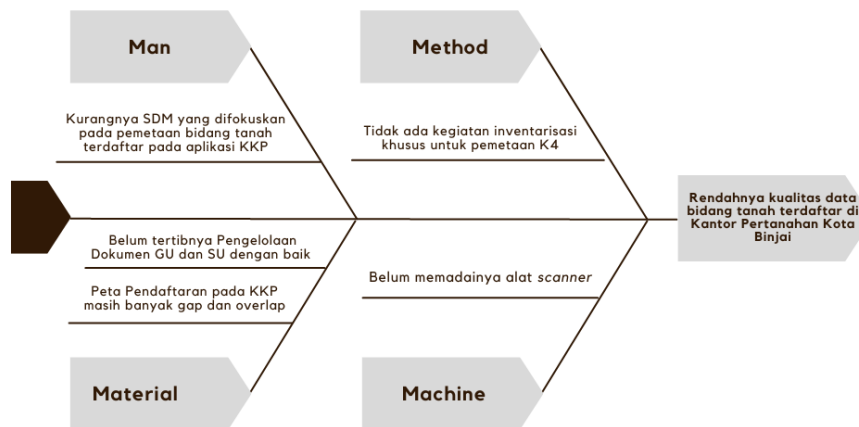 Man
Method
Kurangnya SDM yang difokuskan
pada pemetaan bidang tanah
terdaftar pada aplikasi KKP
Tidak ada kegiatan inventarisasi
khusus untuk pemetaan K4
Rendahnya kualitas data
bidang tanah terdaftar di
Kantor Pertanahan Kota
Binjai
Belum tertibnya Pengelolaan
Dokumen GU dan SU dengan baik
Peta Pendaftaran pada KKP
masih banyak gap dan overlap
Belum memadainya alat scanner
Material
Machine